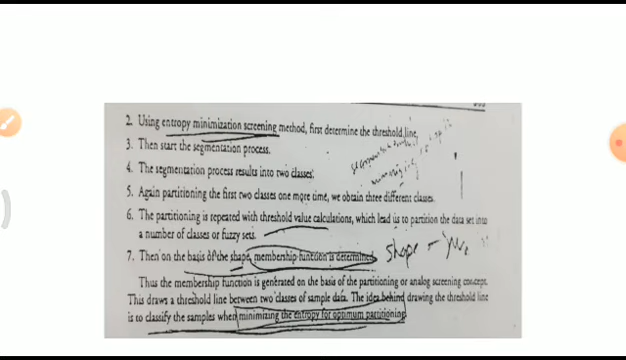 2. Using entropy minimization screening method, first determine the threshold line.
3. Then start the segmentation process.
4. The segmentation process results into two classes.
5. Again partitioning the first two classes one more time, we obtain three different classes.
6. The partitioning is repeated with threshold value calculations, which lead us to partition the data set into
a number of classes or fuzzy sets.
7. Then on the basis of the shape, membership function is determined.
shape
Thus the membership function is generated on the basis of the partitioning or analog screening concept.
This draws a threshold line between two classes of sample data. The idea behind drawing the threshold line
is to classify the samples when minimizing the entropy for optimum partitioning.